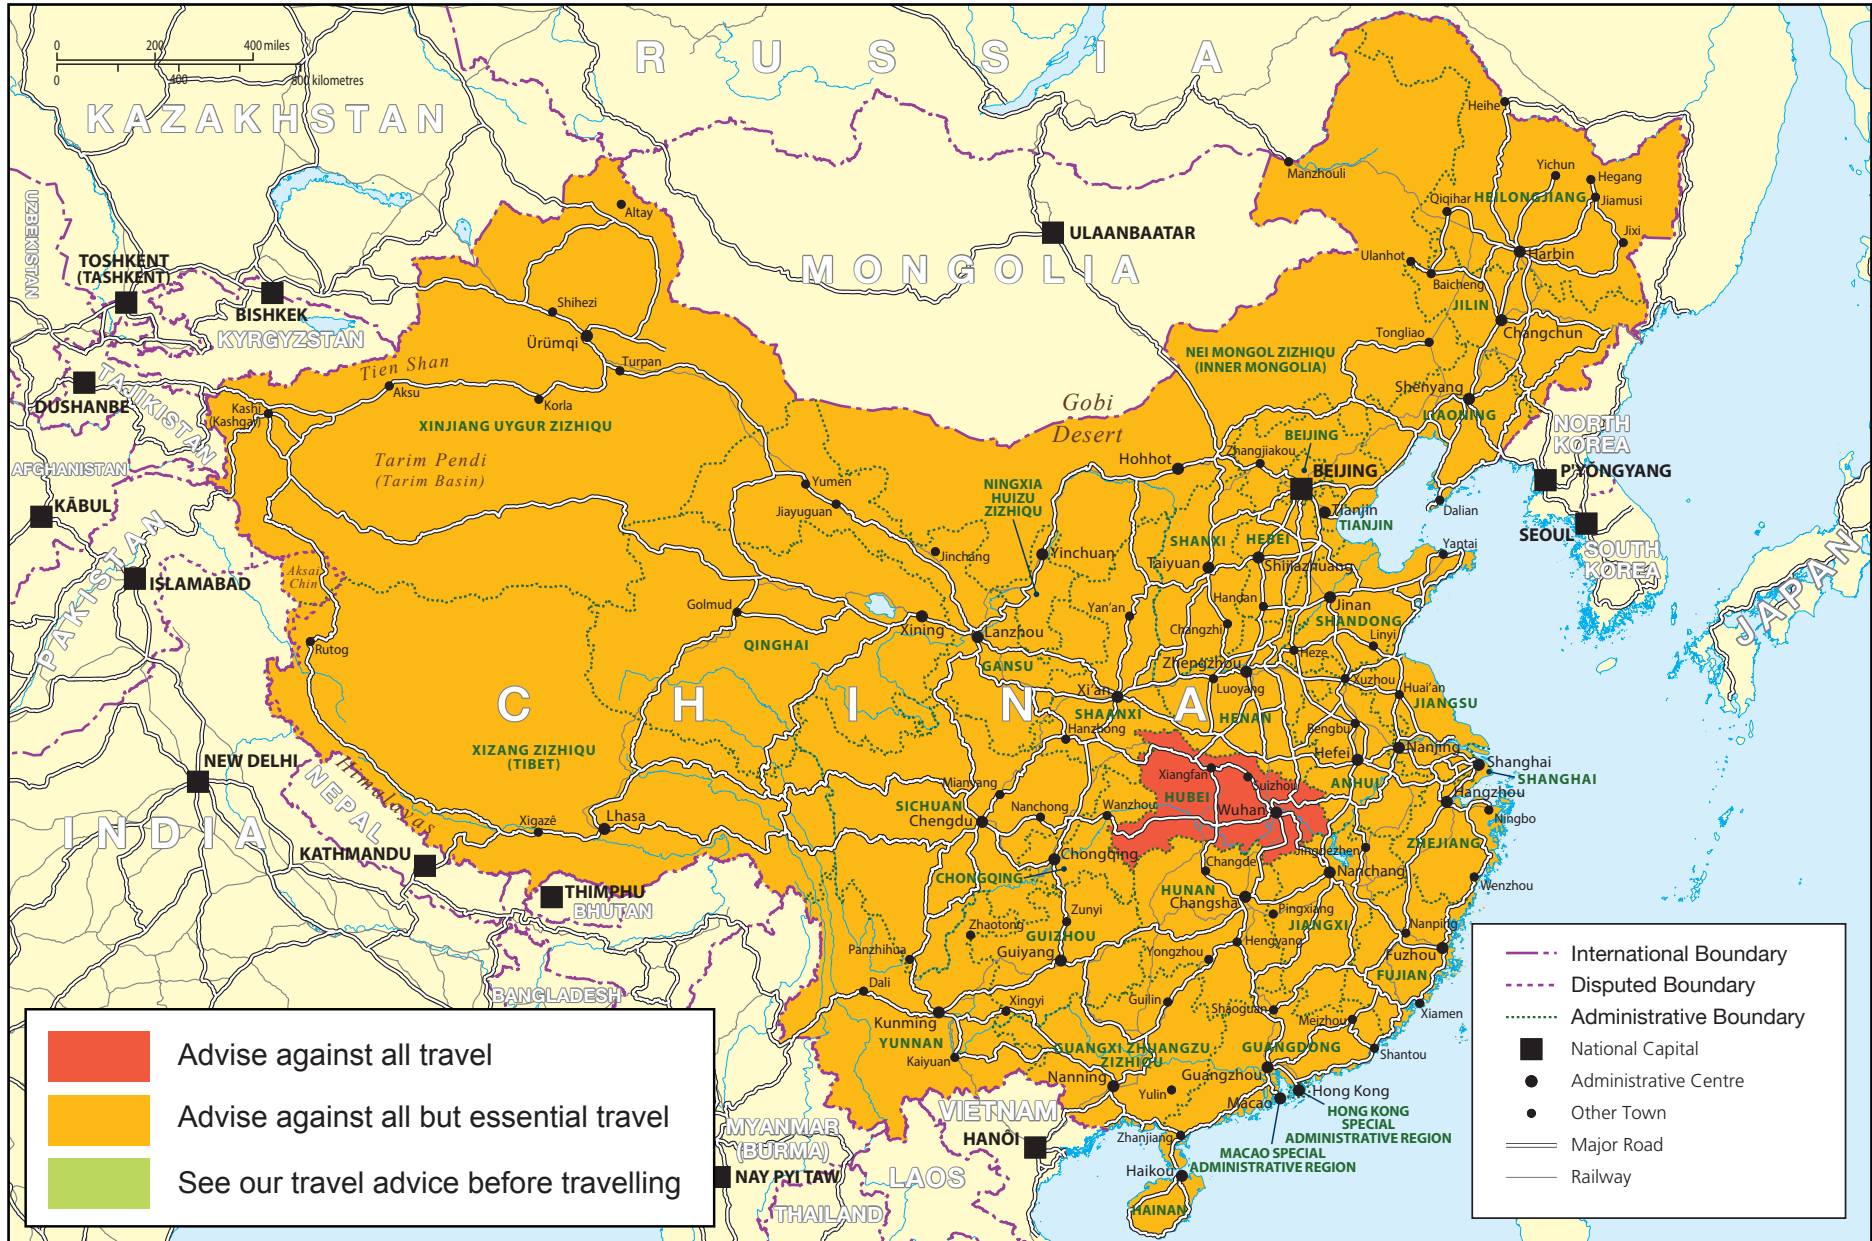 0 200 400 miles
0 400 800 kilometres
R U S S I A
KAZAKHSTAN
MONGOLIA
C H I N A
UZBEKISTAN
TOSHKENT
(TASHKENT)
BISHKEK
KYRGYZSTAN
DUSHANBE
TAJIKISTAN
AFGHANISTAN
KĀBUL
PAKISTAN
ISLAMABAD
NEW DELHI
INDIA
NEPAL
KATHMANDU
THIMPHU
BHUTAN
BANGLADESH
MYANMAR
(BURMA)
NAY PYI TAW
THAILAND
LAOS
VIETNAM
HANÔI
ULAANBAATAR
NORTH
KOREA
P'YŎNGYANG
SEOUL
SOUTH
KOREA
JAPAN
Altay
Shihezi
Ürümqi
Turpan
Tien Shan
Aksu
Korla
Kashi
(Kashgar)
XINJIANG UYGUR ZIZHIQU
Tarim Pendi
(Tarim Basin)
Aksai
Chin
Rutog
Himalayas
XIZANG ZIZHIQU
(TIBET)
Xigazê
Lhasa
Golmud
QINGHAI
Xining
Yumen
Jiayuguan
Jinchang
Lanzhou
GANSU
NINGXIA
HUIZU
ZIZHIQU
Yinchuan
Gobi
Desert
NEI MONGOL ZIZHIQU
(INNER MONGOLIA)
Hohhot
Zhangjiakou
BEIJING
BEIJING
Tianjin
TIANJIN
Manzhouli
Heihe
Yichun
Hegang
Jiamusi
HEILONGJIANG
Qiqihar
Jixi
Harbin
Ulanhot
Baicheng
JILIN
Changchun
Tongliao
Shenyang
LIAONING
Dalian
Yantai
SHANXI
HEBEI
Taiyuan
Shijiazhuang
Handan
Jinan
SHANDONG
Linyi
Yan'an
Changzhi
Heze
Zhengzhou
Luoyang
Xuzhou
Huai'an
JIANGSU
Xi'an
SHAANXI
HENAN
Hanzhong
Bengbu
Hefei
Nanjing
Shanghai
SHANGHAI
Xiangfan
Suizhou
HUBEI
Wuhan
ANHUI
Hangzhou
Ningbo
Mianyang
SICHUAN
Chengdu
Nanchong
Wanzhou
Chongqing
CHONGQING
Changde
Jingdezhen
Nanchang
ZHEJIANG
Wenzhou
HUNAN
Changsha
Pingxiang
JIANGXI
Nanping
Zunyi
Zhaotong
GUIZHOU
Guiyang
Yongzhou
Hengyang
Fuzhou
FUJIAN
Panzhihua
Dali
Kunming
YUNNAN
Kaiyuan
Xingyi
Guilin
Shaoguan
Meizhou
Xiamen
Shantou
GUANGXI ZHUANGZU
ZIZHIQU
GUANGDONG
Nanning
Guangzhou
Yulin
Macao
Hong Kong
HONG KONG
SPECIAL
ADMINISTRATIVE REGION
MACAO SPECIAL
ADMINISTRATIVE REGION
Zhanjiang
Haikou
HAINAN
Advise against all travel
Advise against all but essential travel
See our travel advice before travelling
International Boundary
Disputed Boundary
Administrative Boundary
National Capital
Administrative Centre
Other Town
Major Road
Railway